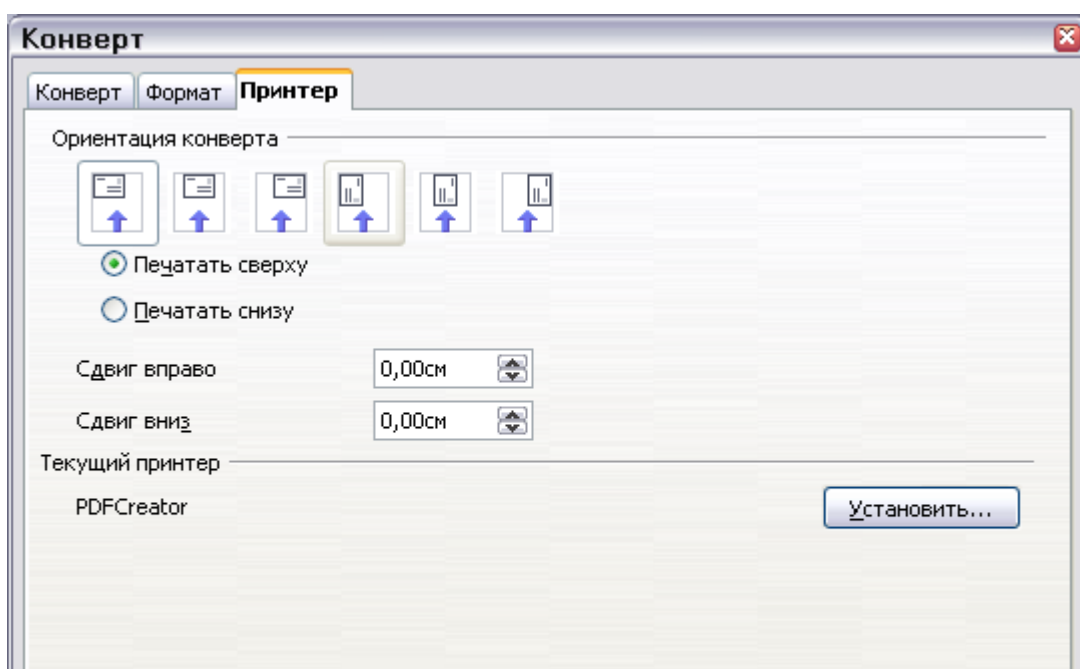 Конверт
Конверт Формат Принтер
Ориентация конверта
Печатать сверху
Печатать снизу
Сдвиг вправо 0,00см
Сдвиг вниз 0,00см
Текущий принтер
PDFCreator Установить...